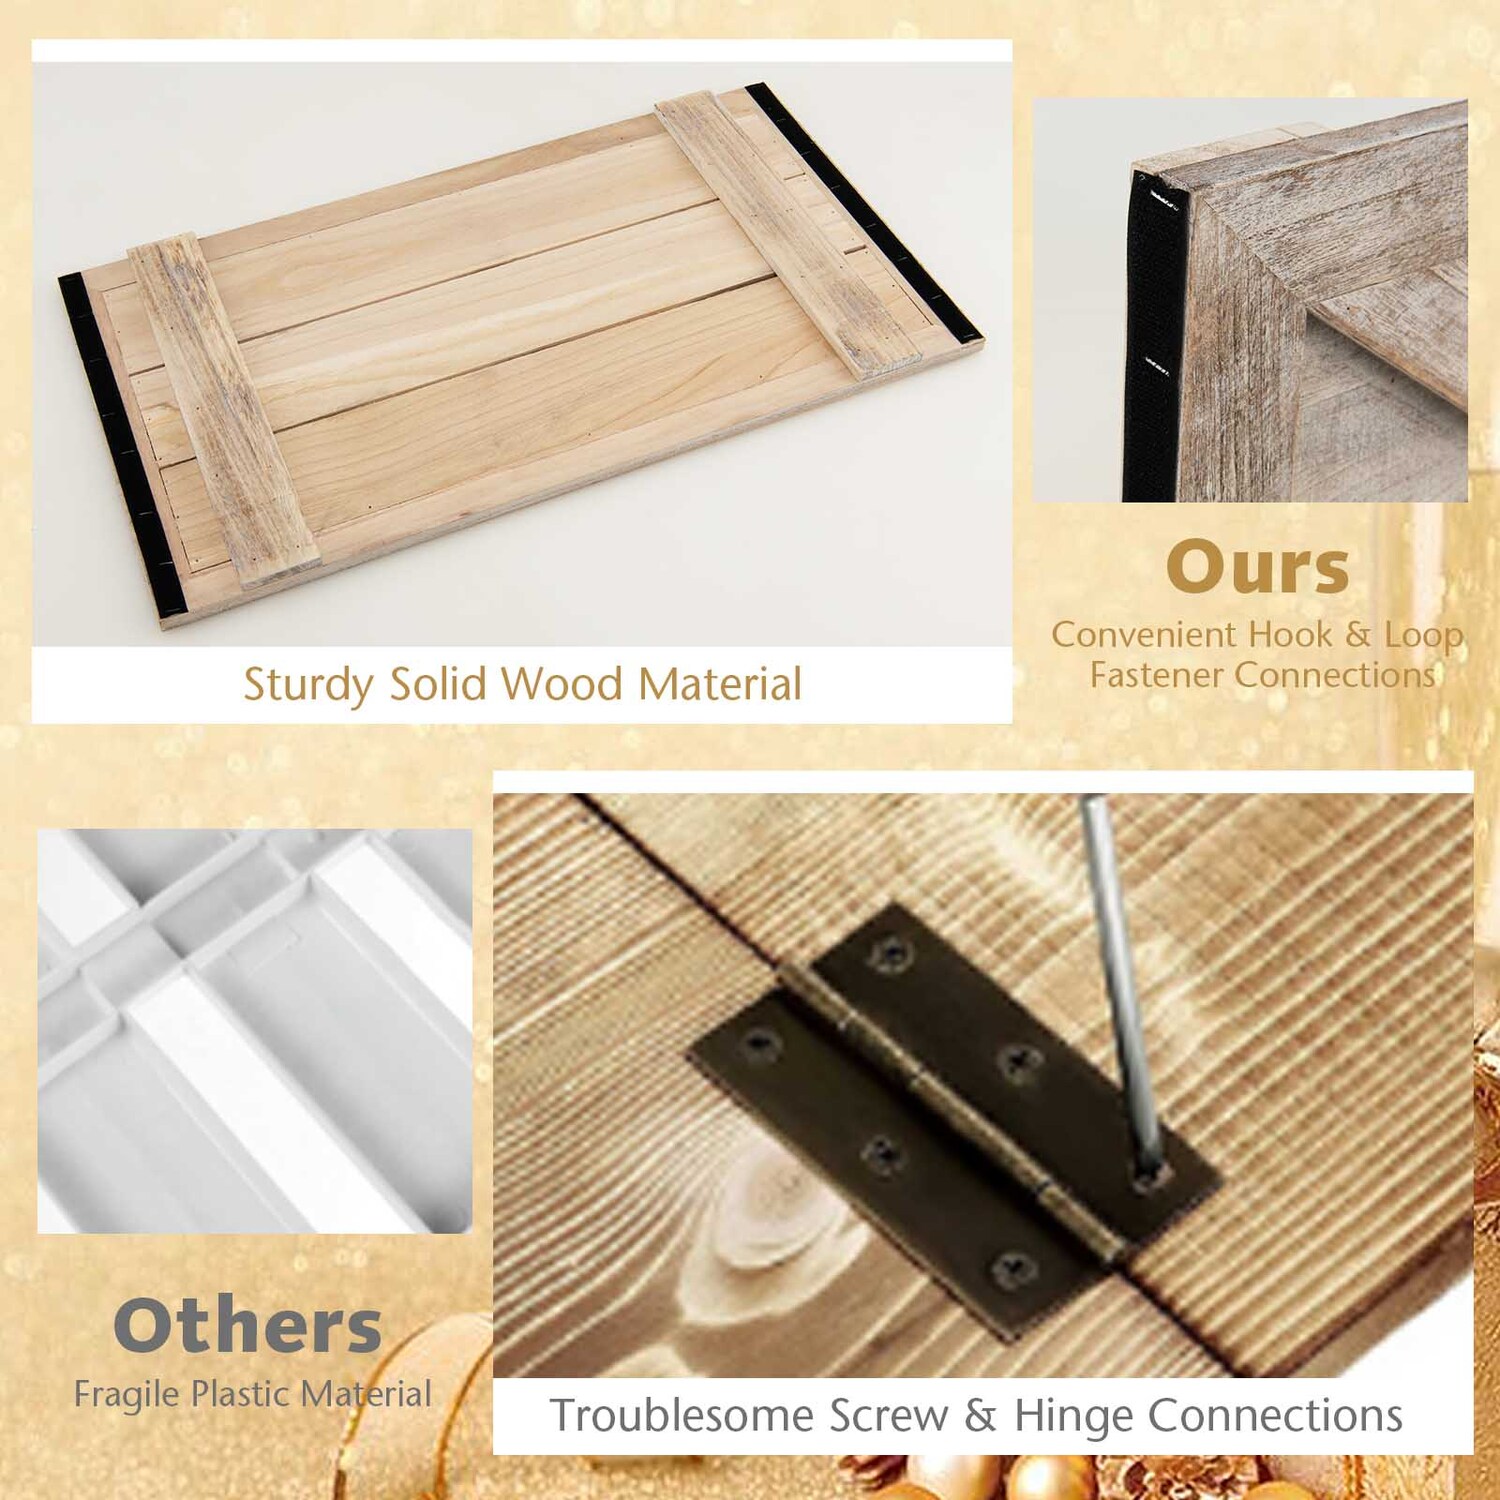 Sturdy Solid Wood Material
Ours
Convenient Hook & Loop
Fastener Connections
Others
Fragile Plastic Material
Troublesome Screw & Hinge Connections